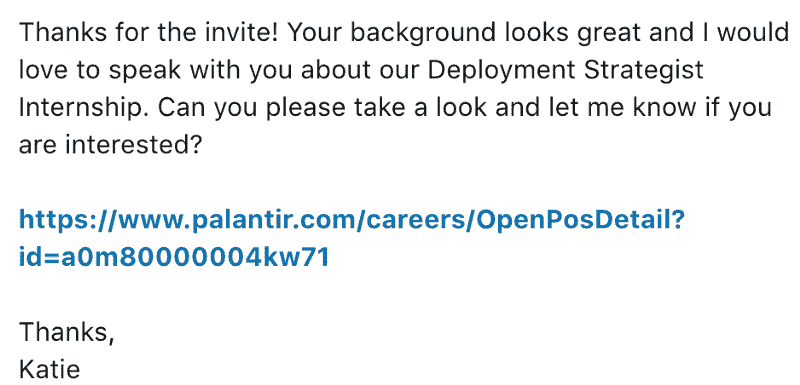 Thanks for the invite! Your background looks great and I would
love to speak with you about our Deployment Strategist
Internship. Can you please take a look and let me know if you
are interested?
https://www.palantir.com/careers/OpenPosDetail?
id=a0m80000004kw71
Thanks,
Katie